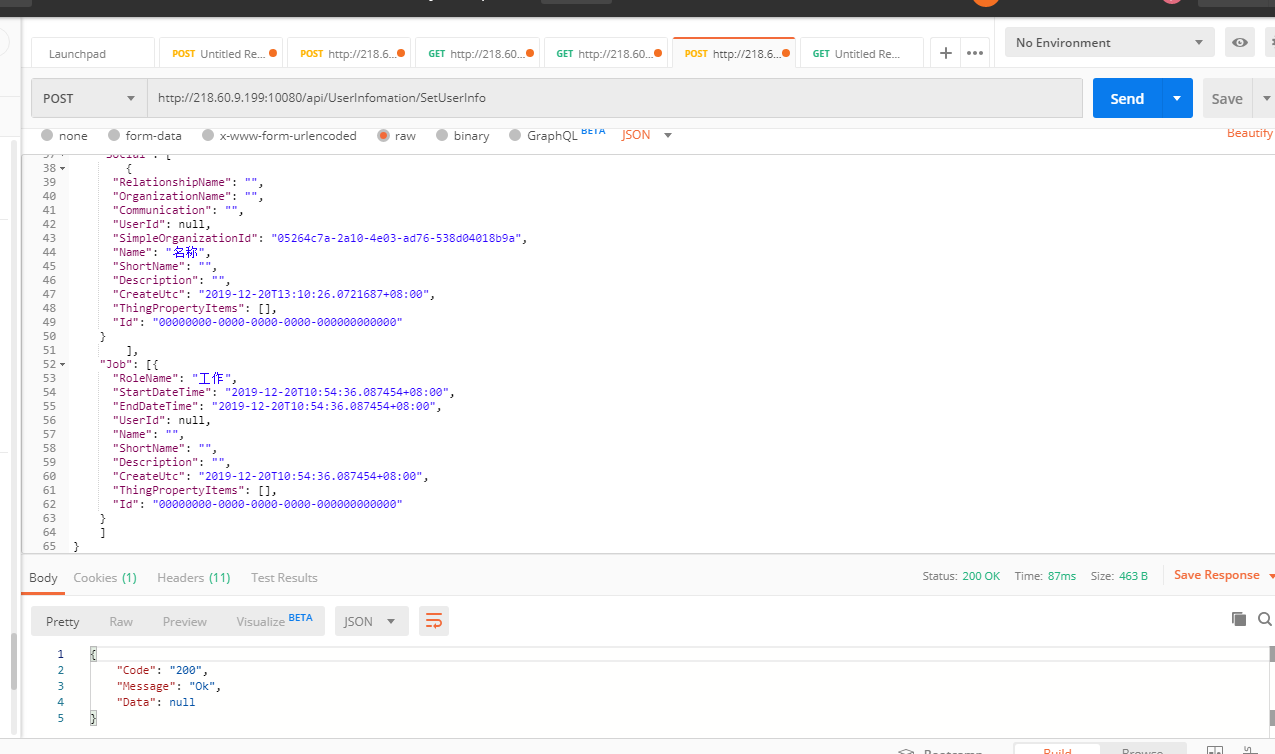 Launchpad
POST Untitled Re...
POST http://218.6...
GET http://218.60...
GET http://218.60...
POST http://218.6...
GET Untitled Re...
No Environment
POST
http://218.60.9.199:10080/api/UserInfomation/SetUserInfo
Send
Save
none
form-data
x-www-form-urlencoded
raw
binary
GraphQL BETA
JSON
Beautify
37 "Social": [
38 {
39 "RelationshipName": "",
40 "OrganizationName": "",
41 "Communication": "",
42 "UserId": null,
43 "SimpleOrganizationId": "05264c7a-2a10-4e03-ad76-538d04018b9a",
44 "Name": "名称",
45 "ShortName": "",
46 "Description": "",
47 "CreateUtc": "2019-12-20T13:10:26.0721687+08:00",
48 "ThingPropertyItems": [],
49 "Id": "00000000-0000-0000-0000-000000000000"
50 }
51 ],
52 "Job": [{
53 "RoleName": "工作",
54 "StartDateTime": "2019-12-20T10:54:36.087454+08:00",
55 "EndDateTime": "2019-12-20T10:54:36.087454+08:00",
56 "UserId": null,
57 "Name": "",
58 "ShortName": "",
59 "Description": "",
60 "CreateUtc": "2019-12-20T10:54:36.087454+08:00",
61 "ThingPropertyItems": [],
62 "Id": "00000000-0000-0000-0000-000000000000"
63 }
64 ]
65 }
Body
Cookies (1)
Headers (11)
Test Results
Status: 200 OK
Time: 87ms
Size: 463 B
Save Response
Pretty
Raw
Preview
Visualize BETA
JSON
1 {
2 "Code": "200",
3 "Message": "Ok",
4 "Data": null
5 }
Bootcamp
Build
Browse